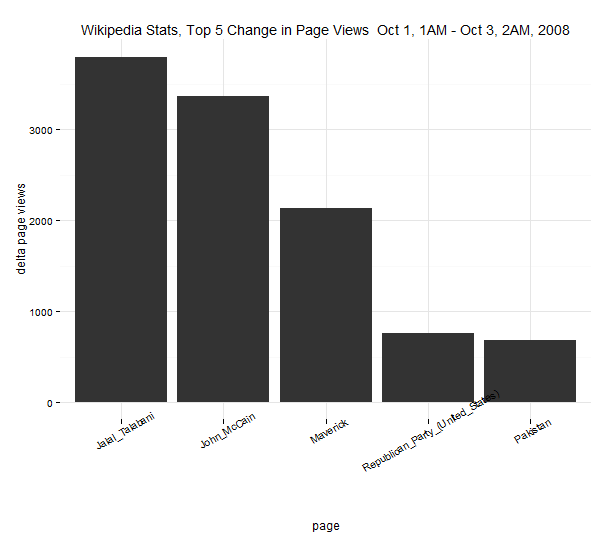 Wikipedia Stats, Top 5 Change in Page Views  Oct 1, 1AM - Oct 3, 2AM, 2008
delta page views
3000
2000
1000
0
Jalal_Talabani
John_McCain
Maverick
Republican_Party_(United_States)
Pakistan
page